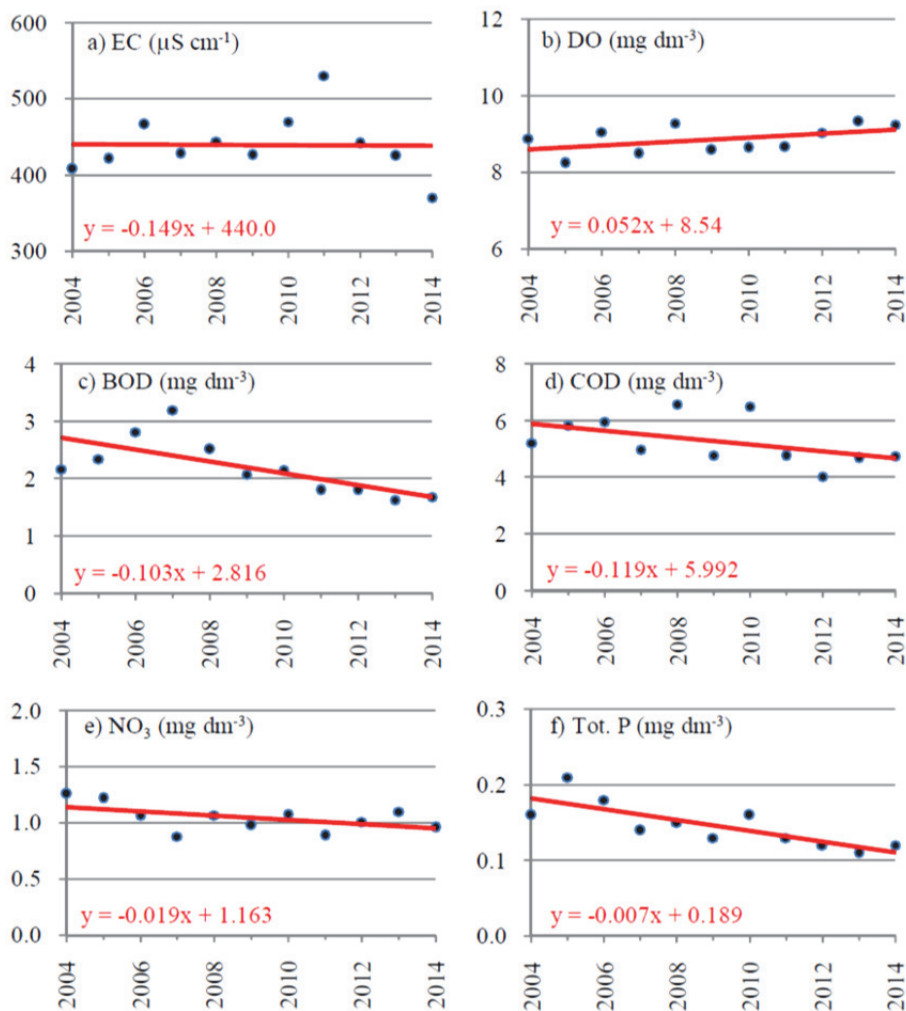 a) EC (µS cm⁻¹)
600
500
400
300
y = -0.149x + 440.0
2004 2006 2008 2010 2012 2014
b) DO (mg dm⁻³)
12
10
8
6
y = 0.052x + 8.54
2004 2006 2008 2010 2012 2014
c) BOD (mg dm⁻³)
4
3
2
1
0
y = -0.103x + 2.816
2004 2006 2008 2010 2012 2014
d) COD (mg dm⁻³)
8
6
4
2
0
y = -0.119x + 5.992
2004 2006 2008 2010 2012 2014
e) NO₃ (mg dm⁻³)
2.0
1.5
1.0
0.5
0.0
y = -0.019x + 1.163
2004 2006 2008 2010 2012 2014
f) Tot. P (mg dm⁻³)
0.3
0.2
0.1
0.0
y = -0.007x + 0.189
2004 2006 2008 2010 2012 2014